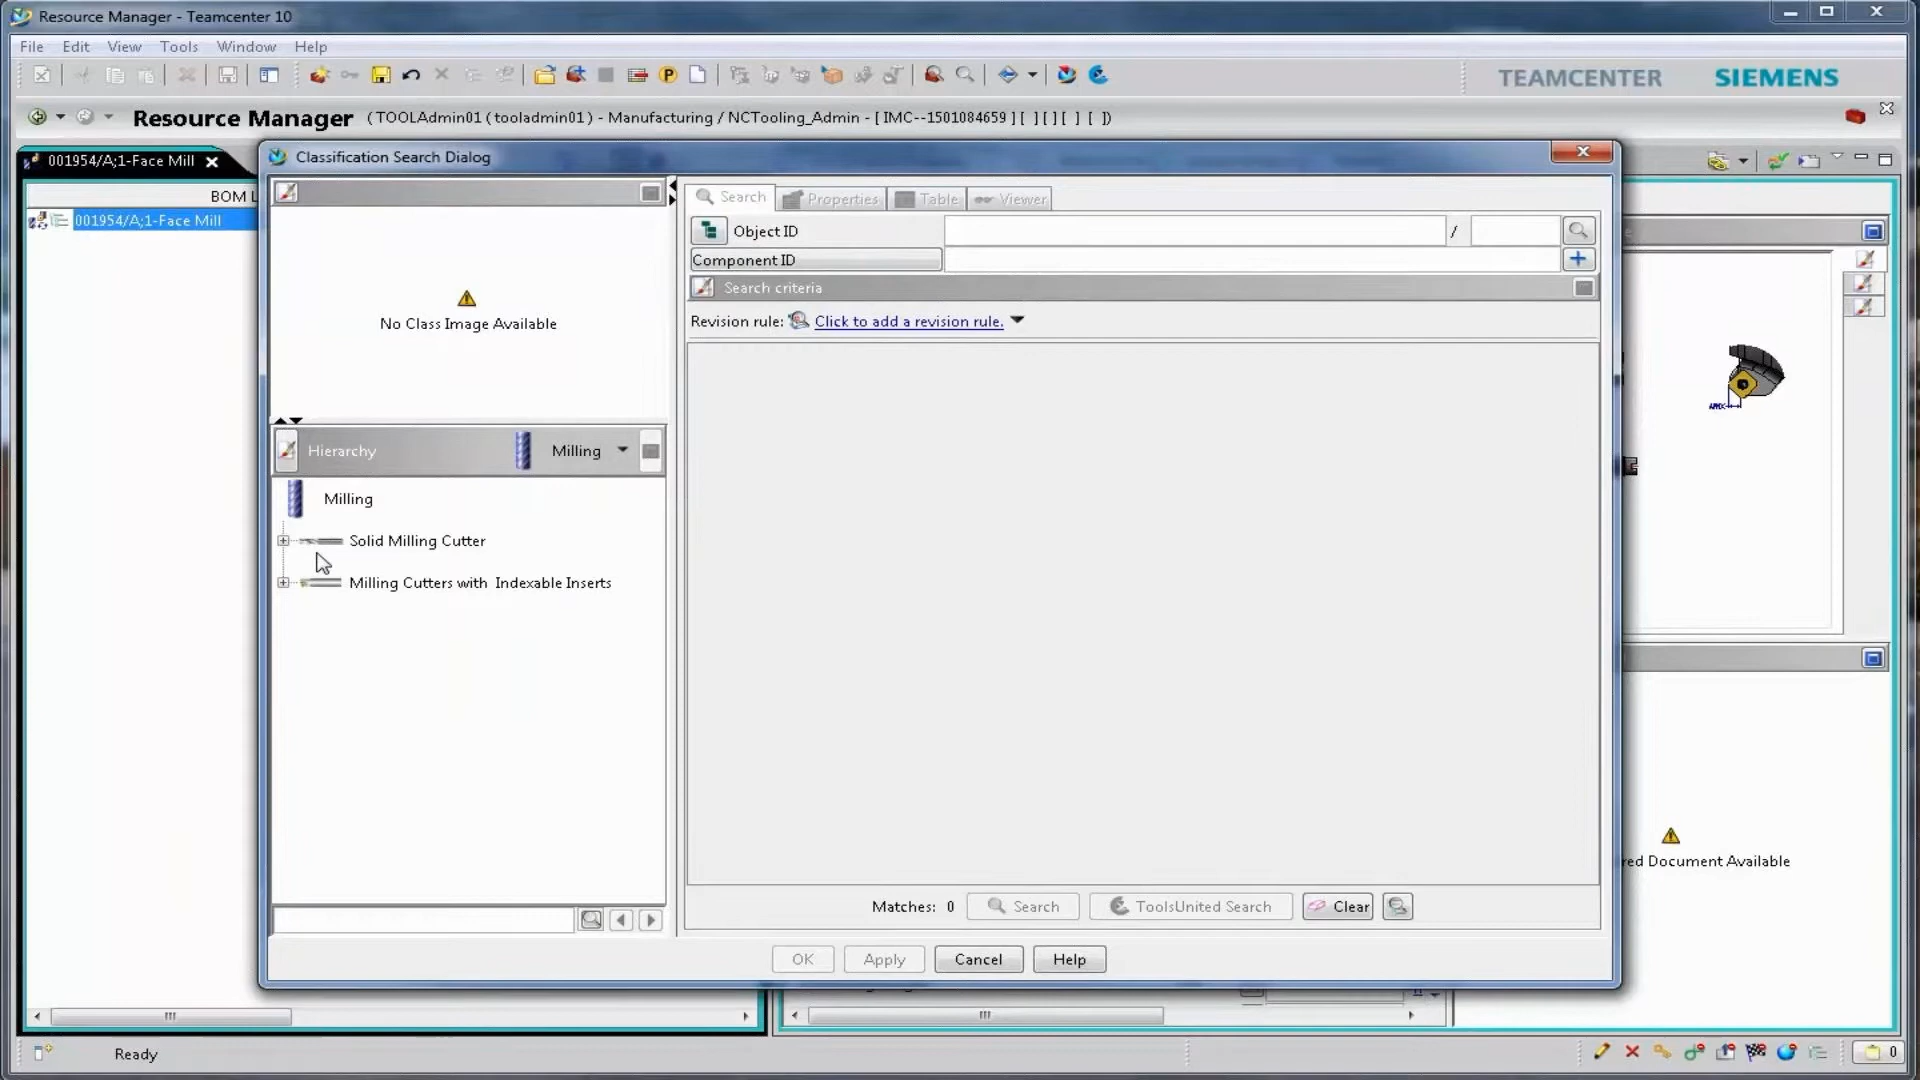 Resource Manager - Teamcenter 10
File Edit View Tools Window Help
TEAMCENTER SIEMENS
Resource Manager (TOOLAdmin01 ( tooladmin01 ) - Manufacturing / NCTooling_Admin - [ IMC--1501084659 ] [ ] [ ] [ ] [ ])
001954/A;1-Face Mill
BOM L
001954/A;1-Face Mill
Classification Search Dialog
No Class Image Available
Hierarchy Milling
Milling
Solid Milling Cutter
Milling Cutters with Indexable Inserts
Search Properties Table Viewer
Object ID /
Component ID
Search criteria
Revision rule: Click to add a revision rule.
Matches: 0 Search ToolsUnited Search Clear
OK Apply Cancel Help
APMX
red Document Available
Ready
0